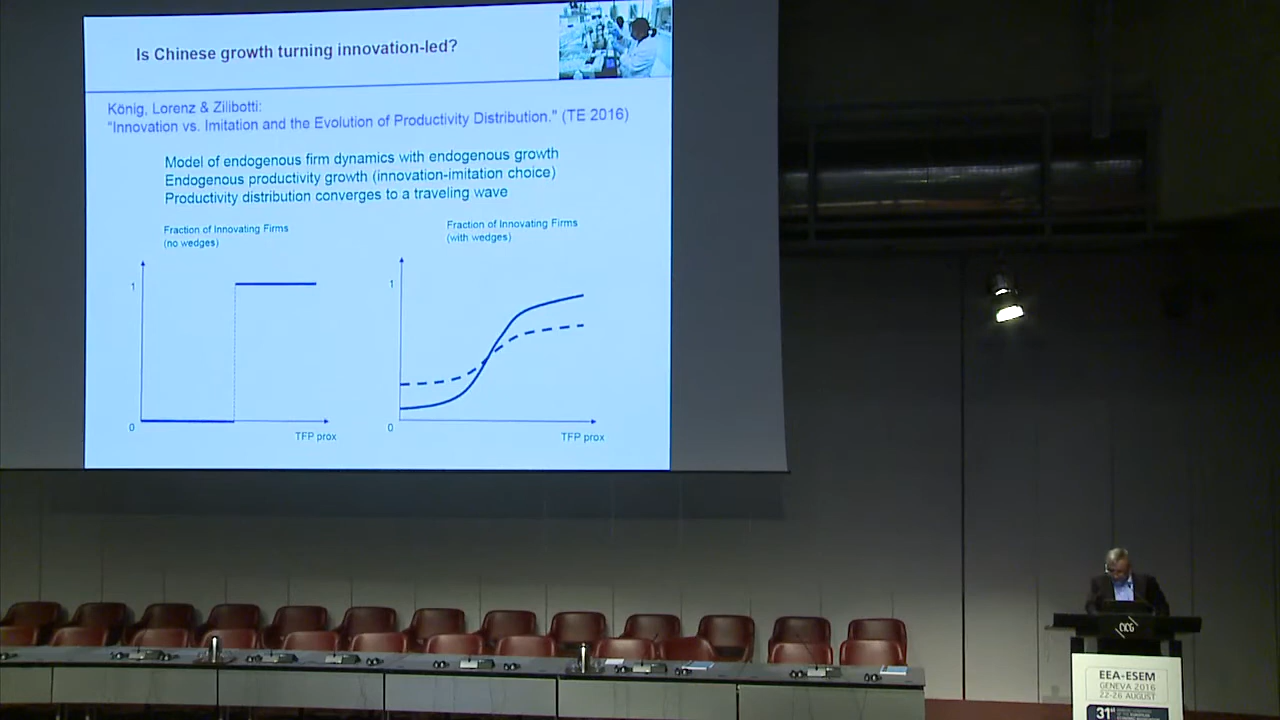 Is Chinese growth turning innovation-led?
König, Lorenz & Zilibotti:
"Innovation vs. Imitation and the Evolution of Productivity Distribution." (TE 2016)
Model of endogenous firm dynamics with endogenous growth
Endogenous productivity growth (innovation-imitation choice)
Productivity distribution converges to a traveling wave
Fraction of Innovating Firms
(no wedges)
1
0
TFP prox
Fraction of Innovating Firms
(with wedges)
1
0
TFP prox
CICG
EEA-ESEM
GENEVA 2016
22-26 AUGUST
31st